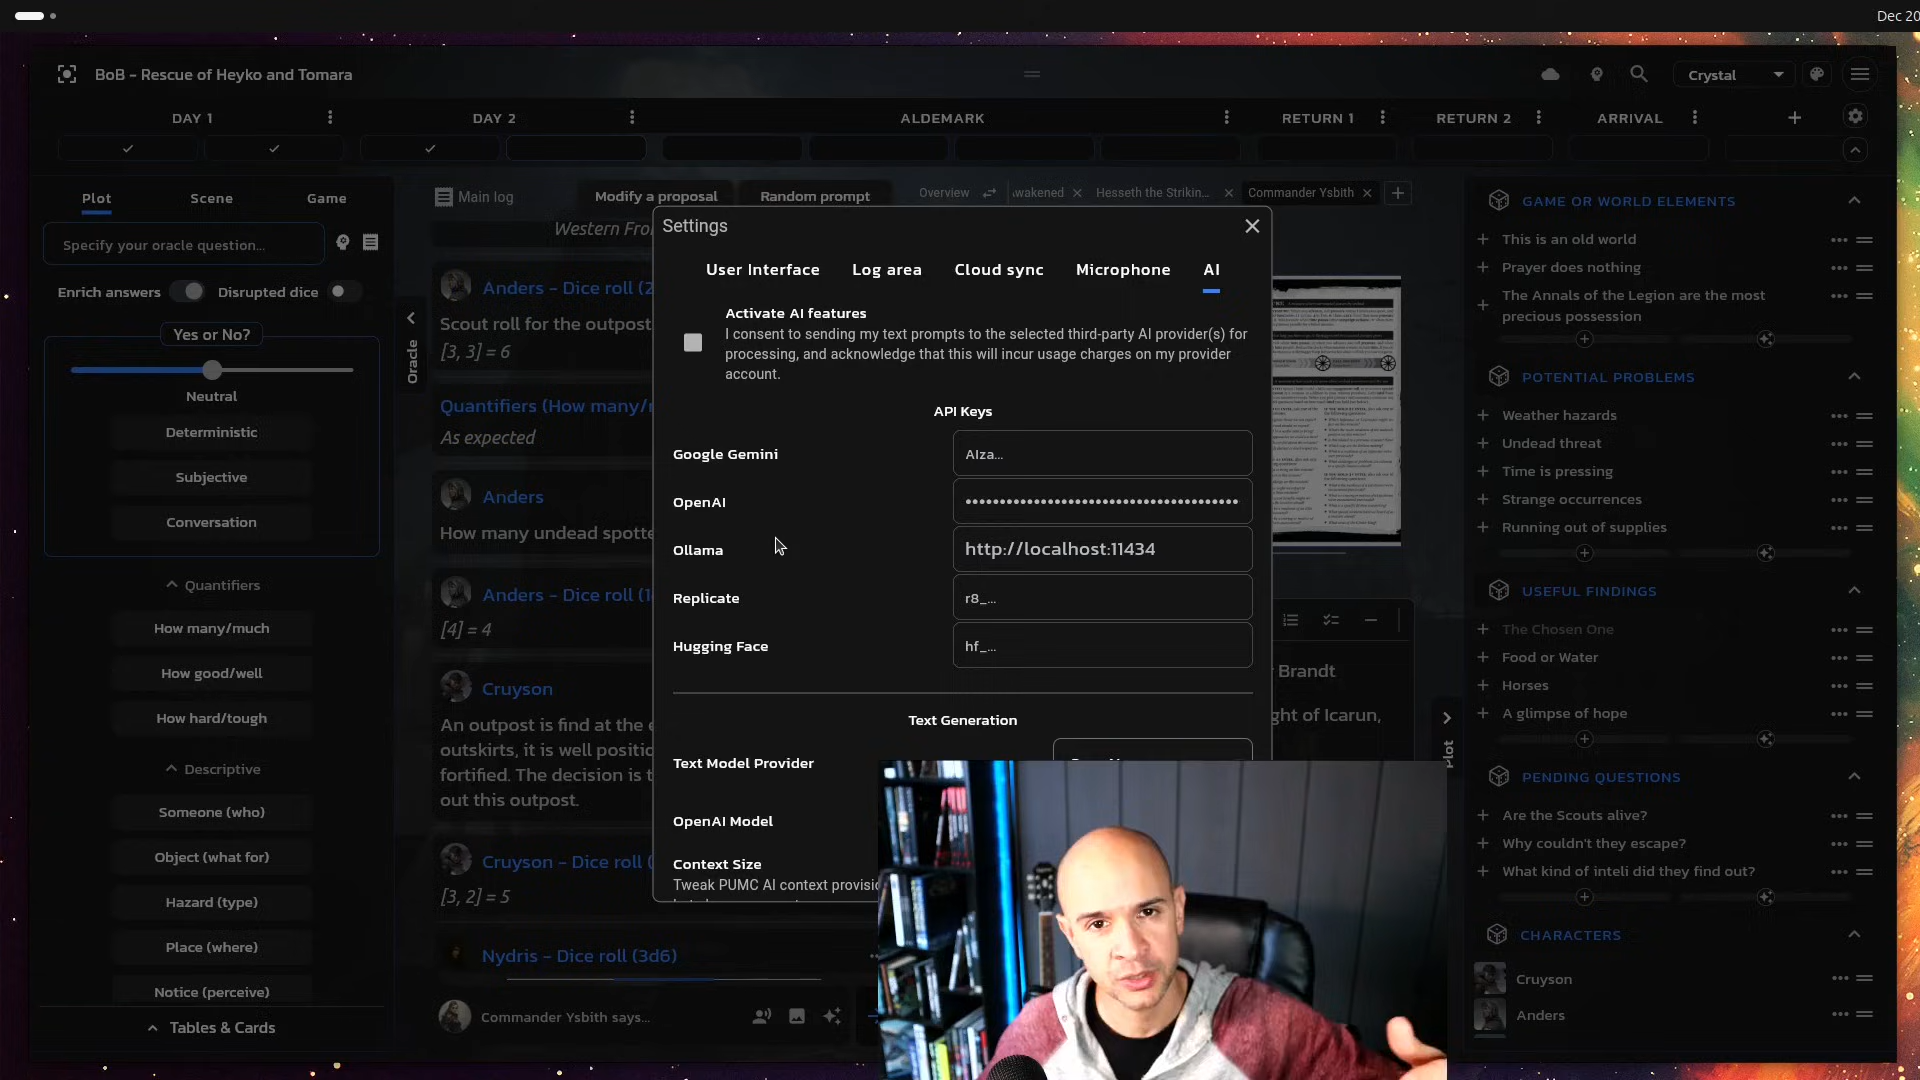 Dec 20
BoB - Rescue of Heyko and Tomara
Crystal
DAY 1
DAY 2
ALDEMARK
RETURN 1
RETURN 2
ARRIVAL
Plot
Scene
Game
Specify your oracle question...
Enrich answers
Disrupted dice
Yes or No?
Neutral
Deterministic
Subjective
Conversation
Quantifiers
How many/much
How good/well
How hard/tough
Descriptive
Someone (who)
Object (what for)
Hazard (type)
Place (where)
Notice (perceive)
Tables & Cards
Oracle
Main log
Modify a proposal
Random prompt
Overview
wakened
Hesseth the Strikin...
Commander Ysbith
Western Fro
Anders - Dice roll (2
Scout roll for the outpost
[3, 3] = 6
Quantifiers (How many/r
As expected
Anders
How many undead spotte
Anders - Dice roll (1
[4] = 4
Cruyson
An outpost is find at the e
outskirts, it is well positic
fortified. The decision is t
out this outpost.
Cruyson - Dice roll (
[3, 2] = 5
Nydris - Dice roll (3d6)
Commander Ysbith says...
Settings
User Interface
Log area
Cloud sync
Microphone
AI
Activate AI features
I consent to sending my text prompts to the selected third-party AI provider(s) for
processing, and acknowledge that this will incur usage charges on my provider
account.
API Keys
Google Gemini
AIza...
OpenAI
••••••••••••••••••••••••••••••••••••••••
Ollama
http://localhost:11434
Replicate
r8_...
Hugging Face
hf_...
Text Generation
Text Model Provider
OpenAI Model
Context Size
Tweak PUMC AI context provisic
Brandt
ght of Icarun,
Plot
GAME OR WORLD ELEMENTS
This is an old world
Prayer does nothing
The Annals of the Legion are the most
precious possession
POTENTIAL PROBLEMS
Weather hazards
Undead threat
Time is pressing
Strange occurrences
Running out of supplies
USEFUL FINDINGS
The Chosen One
Food or Water
Horses
A glimpse of hope
PENDING QUESTIONS
Are the Scouts alive?
Why couldn't they escape?
What kind of inteli did they find out?
CHARACTERS
Cruyson
Anders